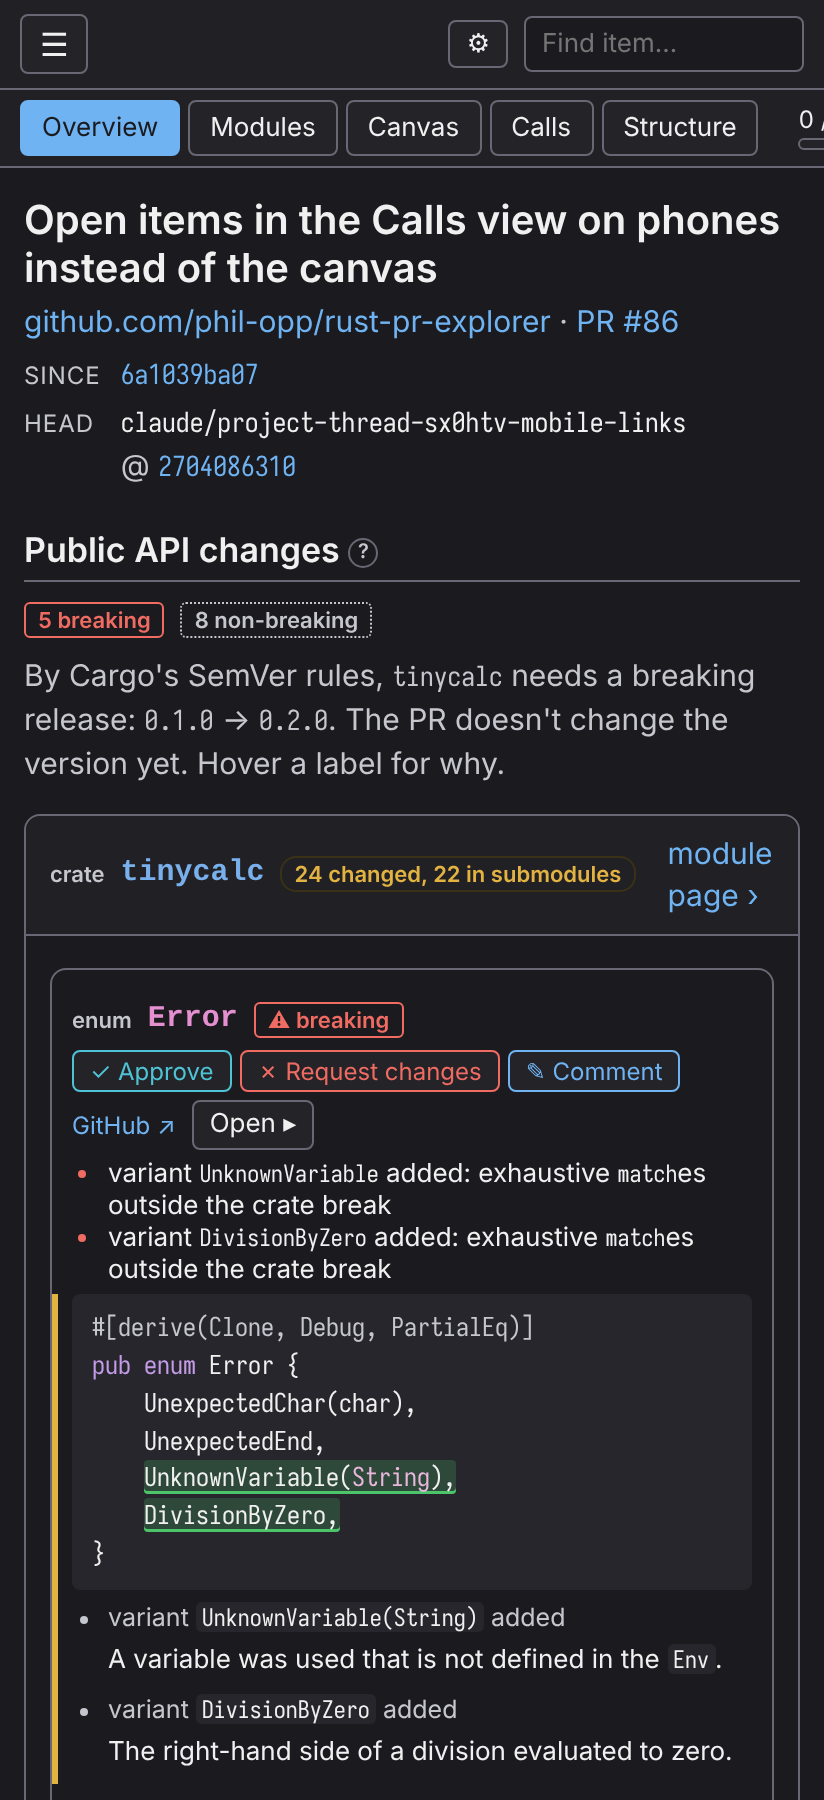 ☰ ⚙ Find item...
Overview Modules Canvas Calls Structure 0 /
Open items in the Calls view on phones
instead of the canvas
github.com/phil-opp/rust-pr-explorer · PR #86
SINCE 6a1039ba07
HEAD claude/project-thread-sx0htv-mobile-links
@ 2704086310
Public API changes ?
5 breaking 8 non-breaking
By Cargo's SemVer rules, tinycalc needs a breaking
release: 0.1.0 → 0.2.0. The PR doesn't change the
version yet. Hover a label for why.
crate tinycalc 24 changed, 22 in submodules module
page ›
enum Error ⚠ breaking
✓ Approve ✕ Request changes ✎ Comment
GitHub ↗ Open ▸
• variant UnknownVariable added: exhaustive matches
outside the crate break
• variant DivisionByZero added: exhaustive matches
outside the crate break
#[derive(Clone, Debug, PartialEq)]
pub enum Error {
    UnexpectedChar(char),
    UnexpectedEnd,
    UnknownVariable(String),
    DivisionByZero,
}
• variant UnknownVariable(String) added
A variable was used that is not defined in the Env.
• variant DivisionByZero added
The right-hand side of a division evaluated to zero.